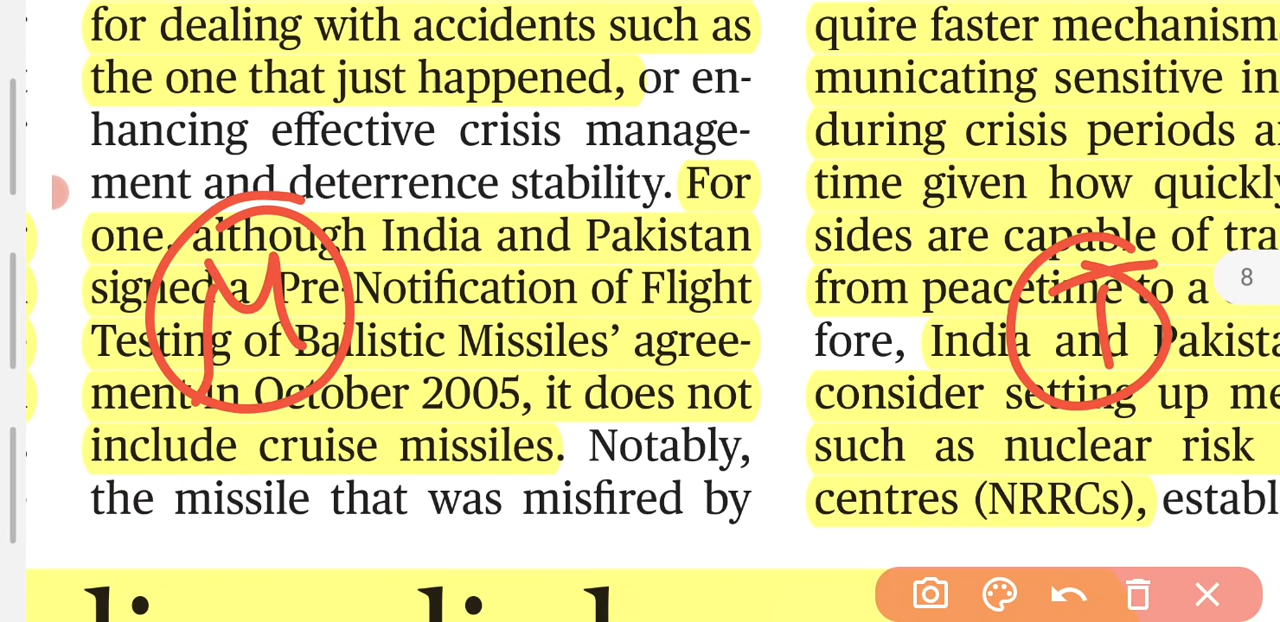 for dealing with accidents such as
the one that just happened, or en-
hancing effective crisis manage-
ment and deterrence stability. For
one, although India and Pakistan
signed a 'Pre-Notification of Flight
Testing of Ballistic Missiles' agree-
ment in October 2005, it does not
include cruise missiles. Notably,
the missile that was misfired by
M
quire faster mechanism
municating sensitive in
during crisis periods a
time given how quickly
sides are capable of tra
from peacetime to a
fore, India and Pakista
consider setting up me
such as nuclear risk
centres (NRRCs), establ
T
8